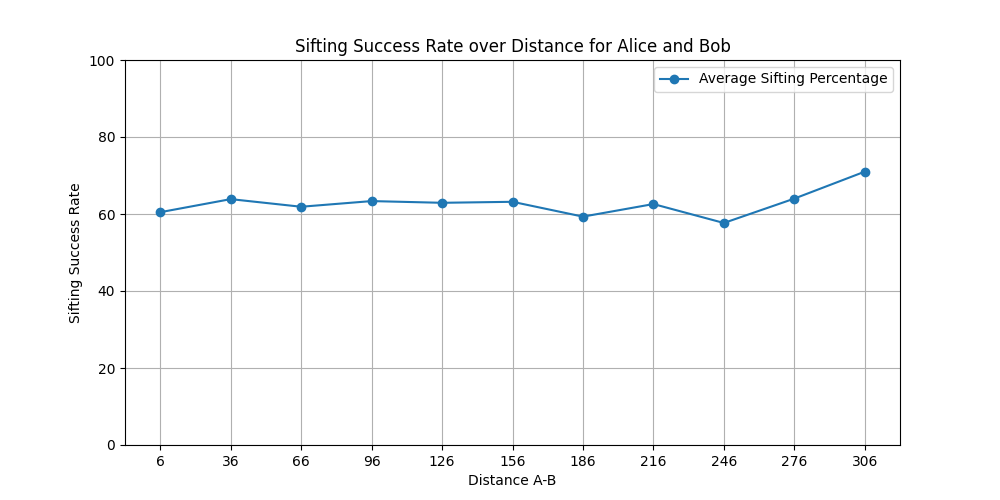 Sifting Success Rate over Distance for Alice and Bob
Average Sifting Percentage
100
80
60
40
20
0
Sifting Success Rate
6 36 66 96 126 156 186 216 246 276 306
Distance A-B